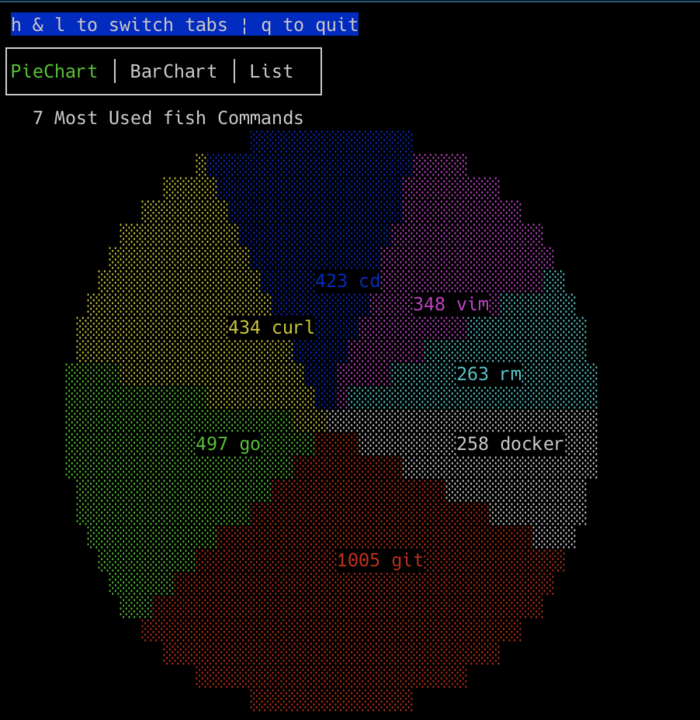 h & l to switch tabs ¦ q to quit
PieChart │ BarChart │ List
7 Most Used fish Commands
423 cd
348 vim
434 curl
263 rm
497 go
258 docker
1005 git